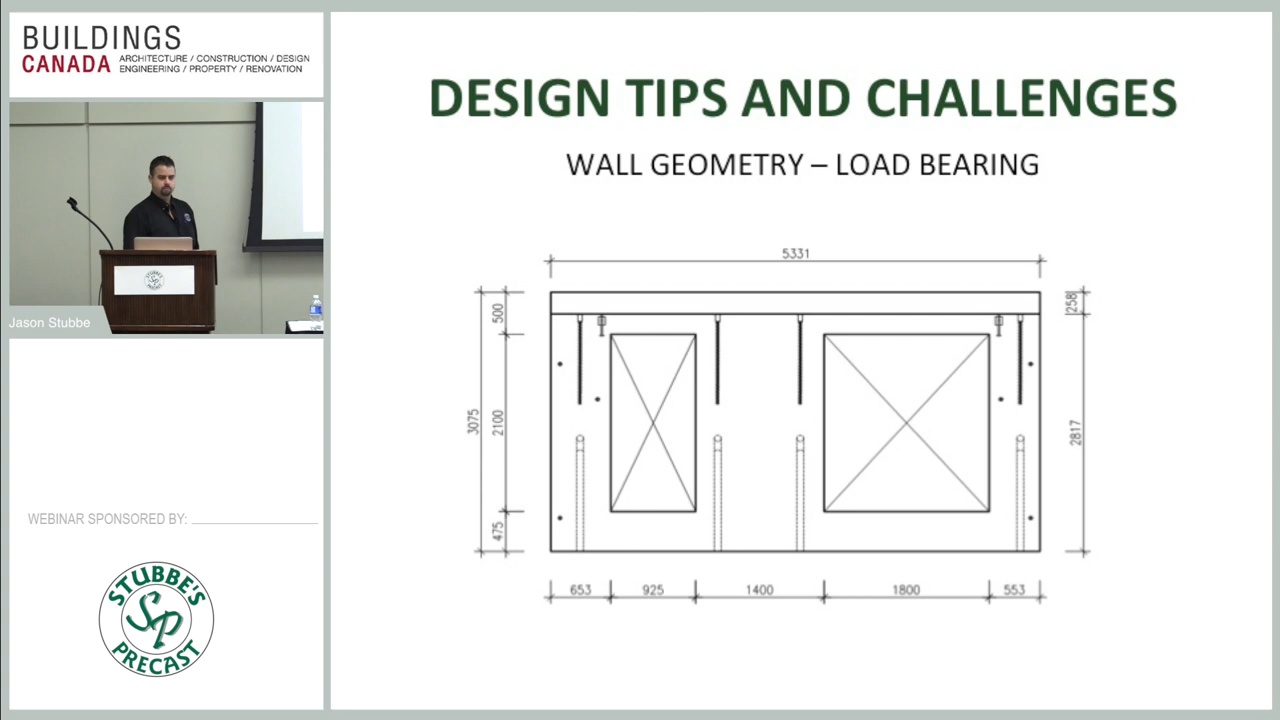 BUILDINGS
CANADA
ARCHITECTURE / CONSTRUCTION / DESIGN
ENGINEERING / PROPERTY / RENOVATION
Jason Stubbe
WEBINAR SPONSORED BY:
STUBBE'S
SP
PRECAST
DESIGN TIPS AND CHALLENGES
WALL GEOMETRY – LOAD BEARING
5331
500
258
3075
2100
2817
475
653
925
1400
1800
553